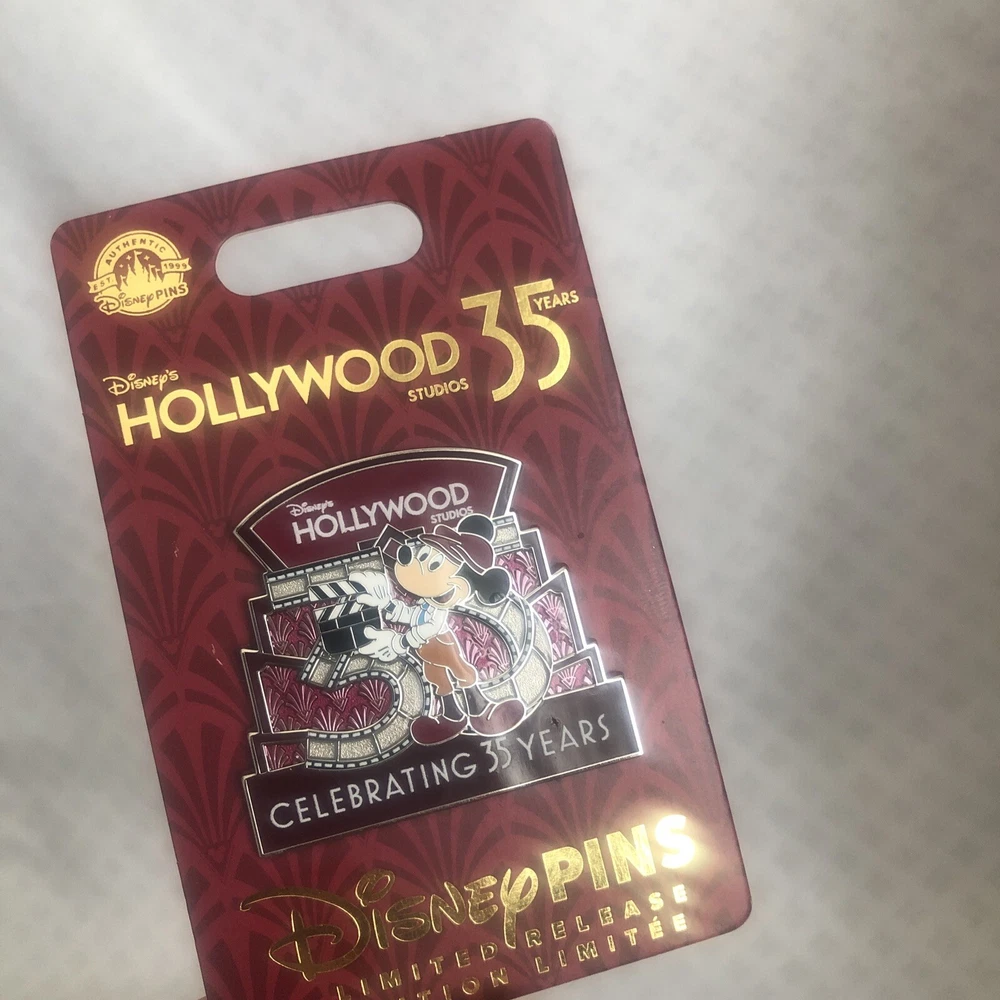 AUTHENTIC
EST. 1999
Disney PINS
35 YEARS
Disney's
HOLLYWOOD
STUDIOS
Disney's
HOLLYWOOD
STUDIOS
CELEBRATING 35 YEARS
Disney PINS
LIMITED RELEASE
LIMITÉE